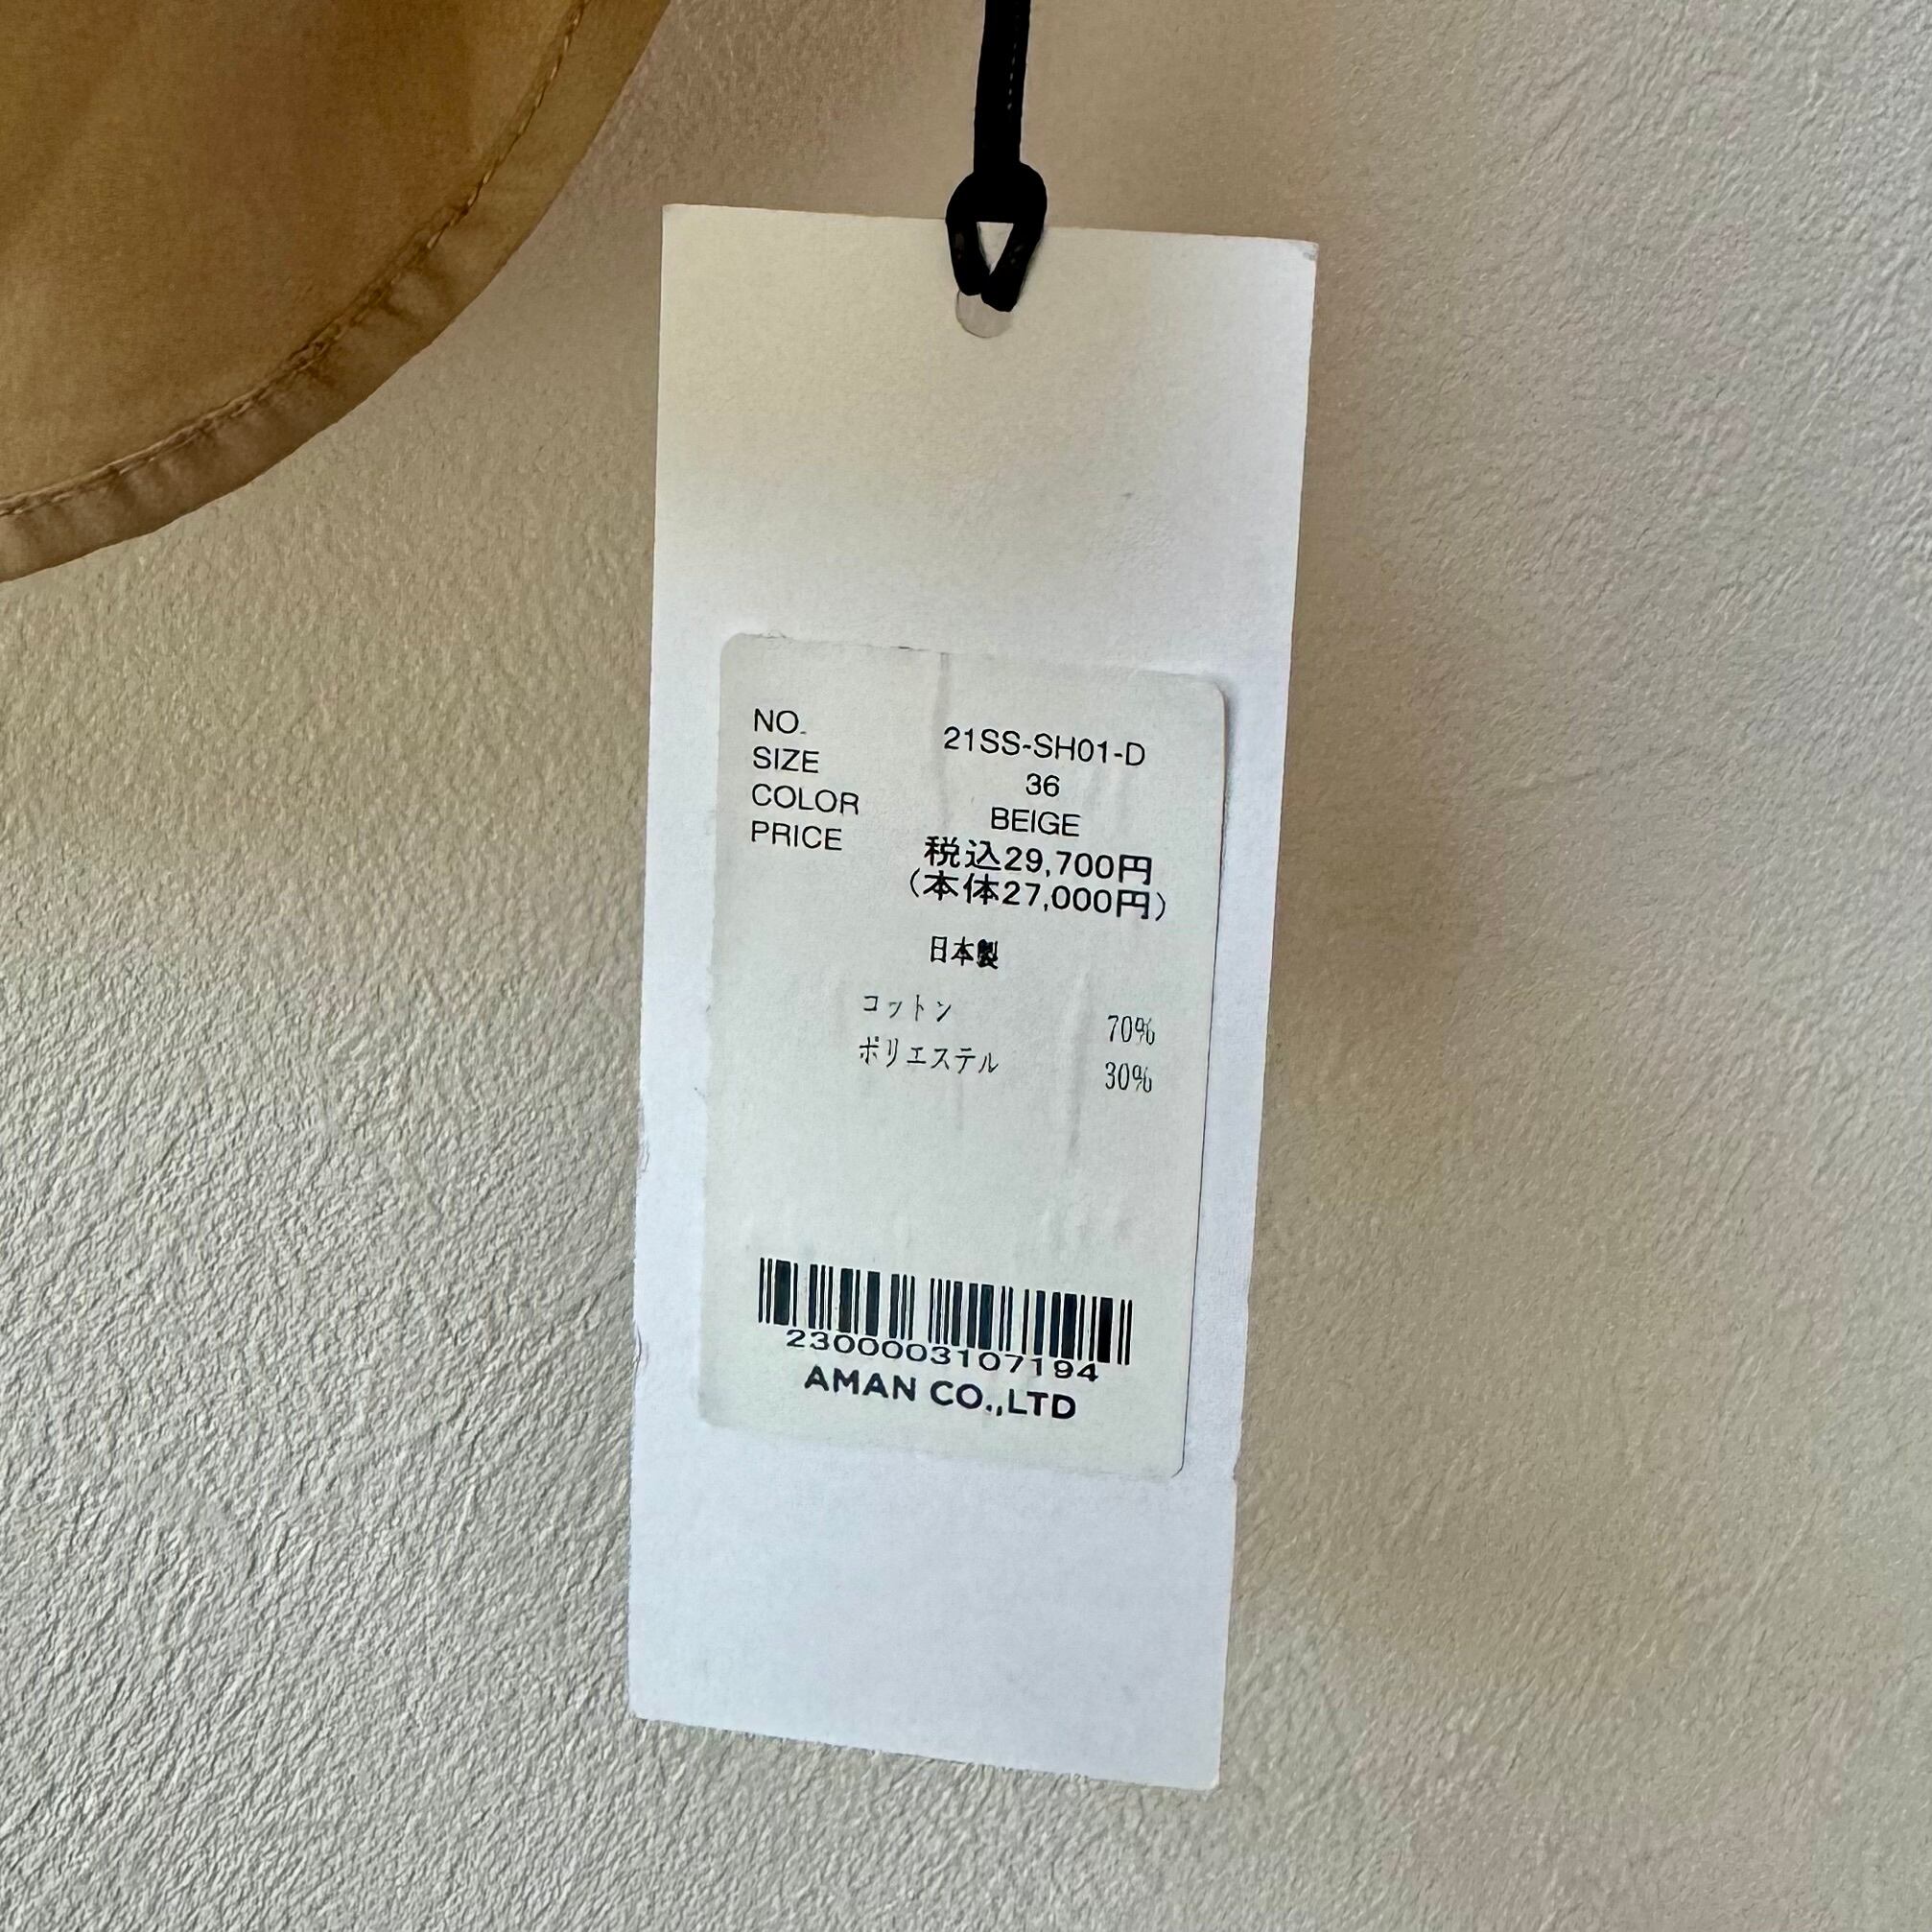 NO. 21SS-SH01-D
SIZE 36
COLOR BEIGE
PRICE 税込29,700円
(本体27,000円)
日本製
コットン 70%
ポリエステル 30%
2300003107194
AMAN CO.,LTD